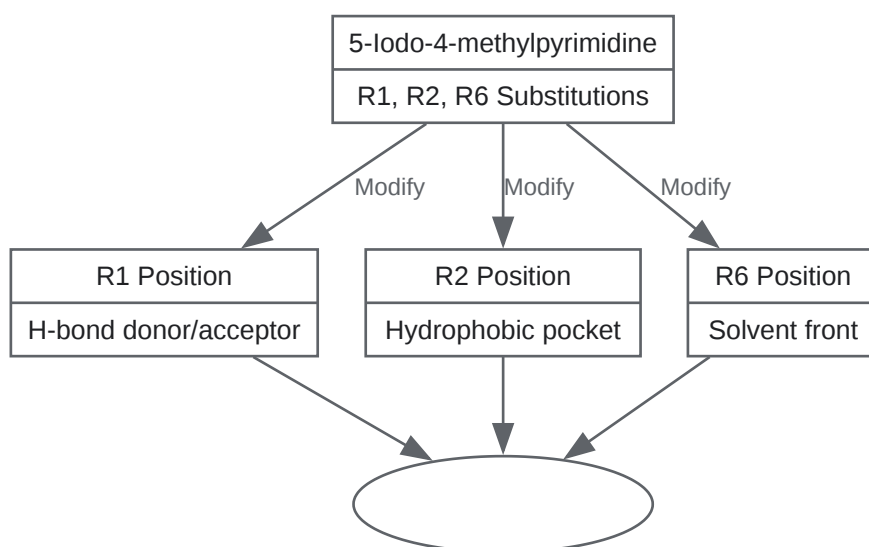 5-Iodo-4-methylpyrimidine
R1, R2, R6 Substitutions
Modify
Modify
Modify
R1 Position
H-bond donor/acceptor
R2 Position
Hydrophobic pocket
R6 Position
Solvent front